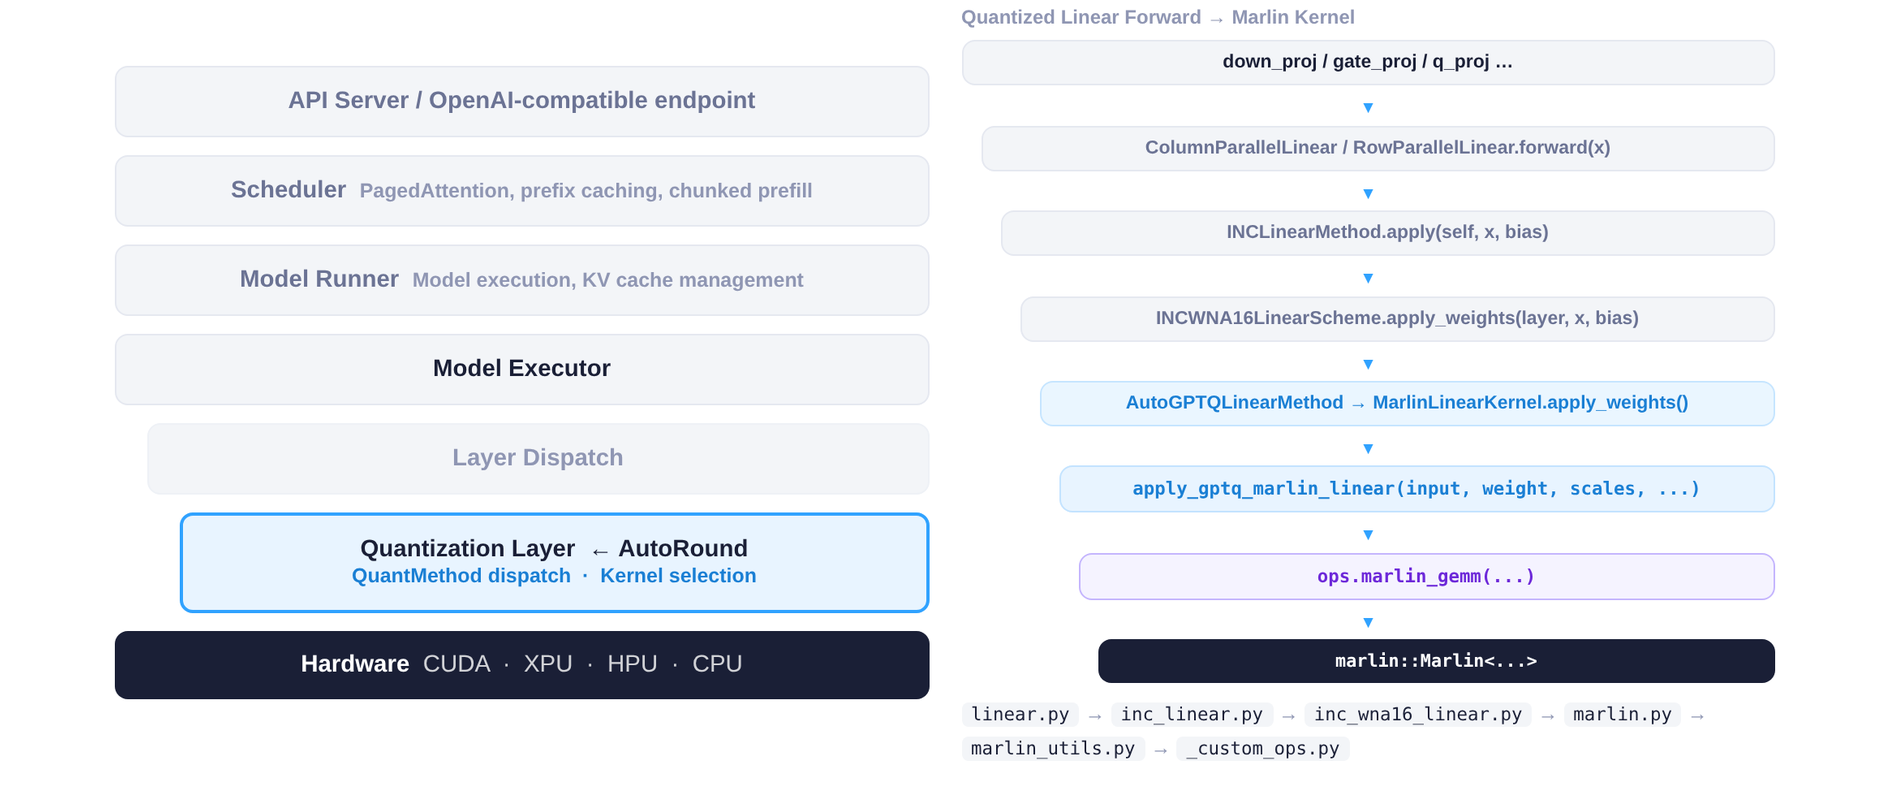 API Server / OpenAI-compatible endpoint
Scheduler PagedAttention, prefix caching, chunked prefill
Model Runner Model execution, KV cache management
Model Executor
Layer Dispatch
Quantization Layer ← AutoRound
QuantMethod dispatch · Kernel selection
Hardware CUDA · XPU · HPU · CPU
Quantized Linear Forward → Marlin Kernel
down_proj / gate_proj / q_proj ...
▼
ColumnParallelLinear / RowParallelLinear.forward(x)
▼
INCLinearMethod.apply(self, x, bias)
▼
INCWNA16LinearScheme.apply_weights(layer, x, bias)
▼
AutoGPTQLinearMethod → MarlinLinearKernel.apply_weights()
▼
apply_gptq_marlin_linear(input, weight, scales, ...)
▼
ops.marlin_gemm(...)
▼
marlin::Marlin<...>
linear.py → inc_linear.py → inc_wna16_linear.py → marlin.py →
marlin_utils.py → _custom_ops.py